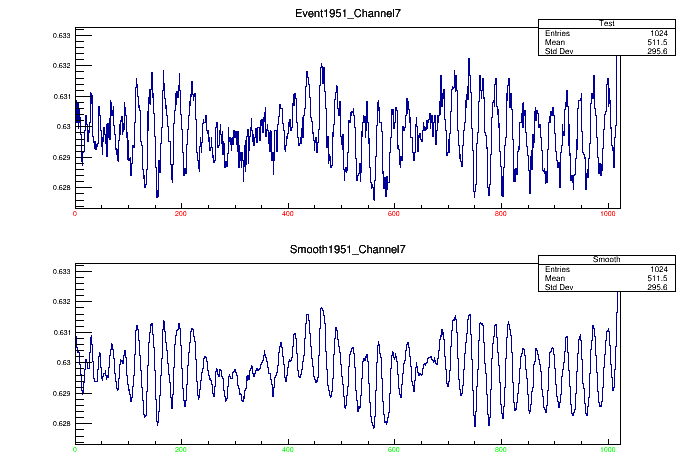 Event1951_Channel7
Test
Entries 1024
Mean 511.5
Std Dev 295.6
0.633
0.632
0.631
0.63
0.629
0.628
0 200 400 600 800 1000
Smooth1951_Channel7
Smooth
Entries 1024
Mean 511.5
Std Dev 295.6
0.633
0.632
0.631
0.63
0.629
0.628
0 200 400 600 800 1000